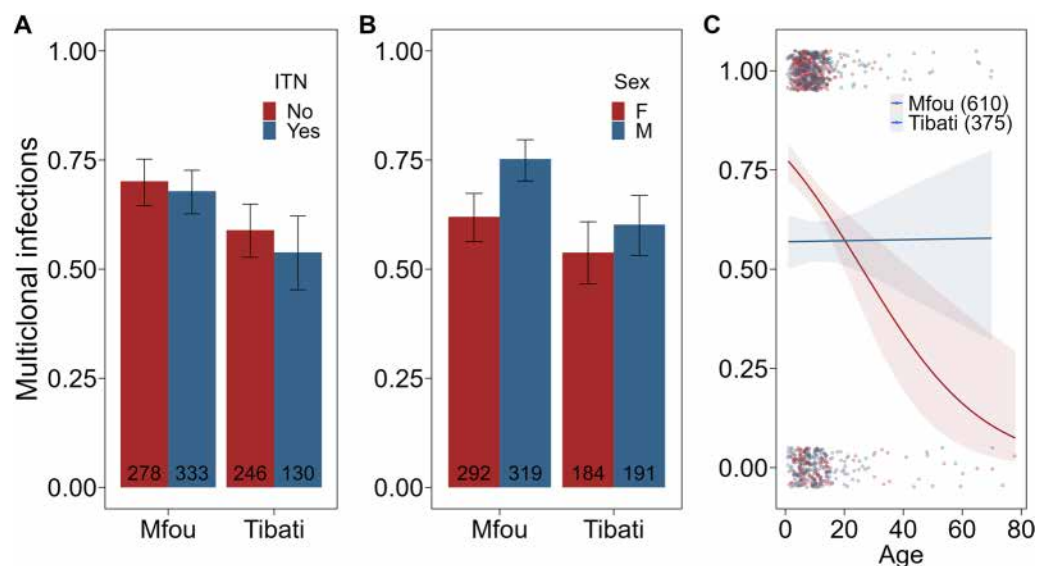 A
Multiclonal infections
1.00
0.75
0.50
0.25
0.00
ITN
No
Yes
278 333 246 130
Mfou Tibati
B
1.00
0.75
0.50
0.25
0.00
Sex
F
M
292 319 184 191
Mfou Tibati
C
1.00
0.75
0.50
0.25
0.00
Mfou (610)
Tibati (375)
0 20 40 60 80
Age